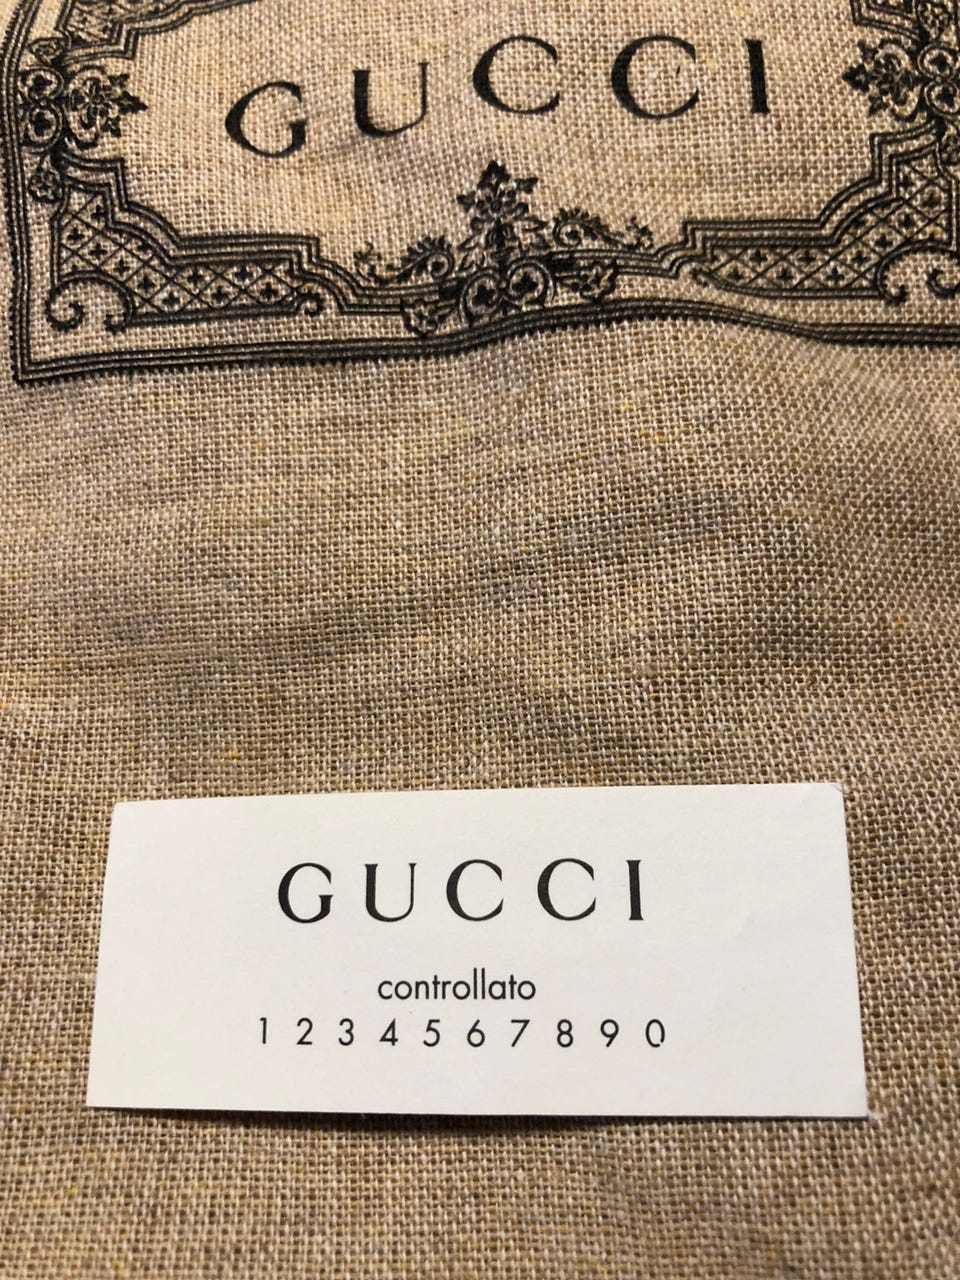 GUCCI
GUCCI
controllato
1 2 3 4 5 6 7 8 9 0